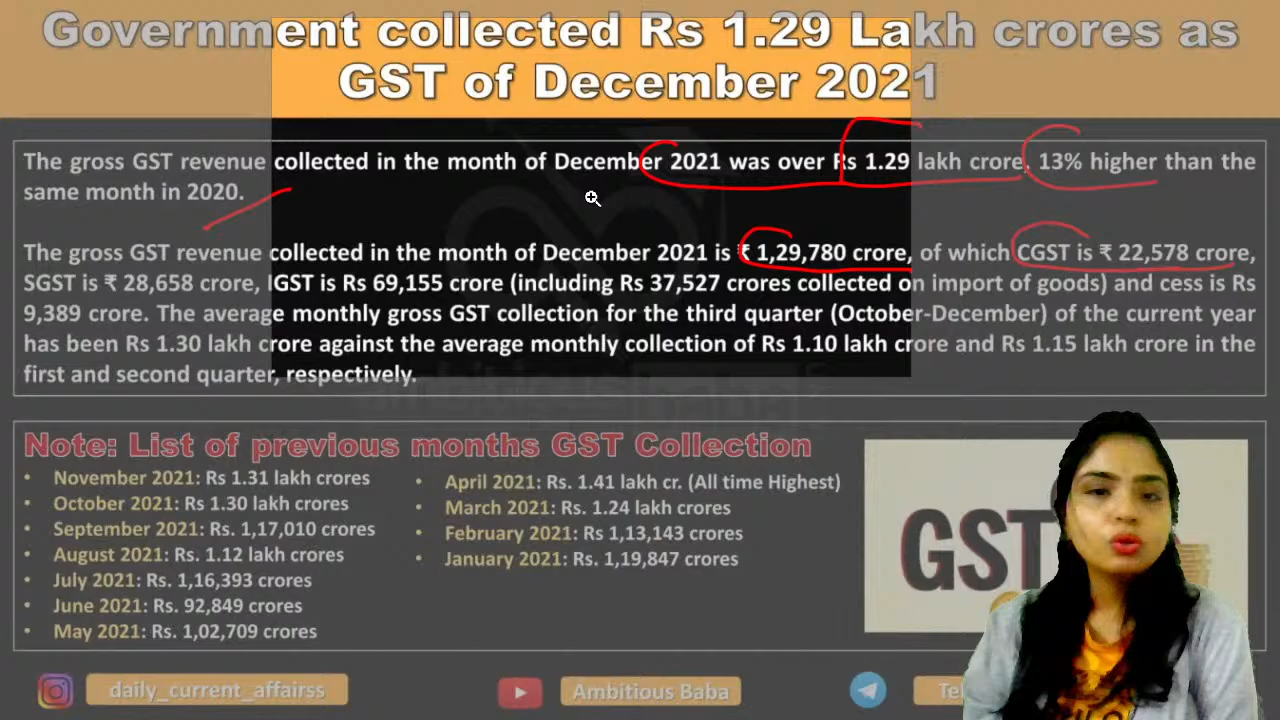 Government collected Rs 1.29 Lakh crores as
GST of December 2021
The gross GST revenue collected in the month of December 2021 was over Rs 1.29 lakh crore, 13% higher than the
same month in 2020.
The gross GST revenue collected in the month of December 2021 is ₹ 1,29,780 crore, of which CGST is ₹ 22,578 crore,
SGST is ₹ 28,658 crore, IGST is Rs 69,155 crore (including Rs 37,527 crores collected on import of goods) and cess is Rs
9,389 crore. The average monthly gross GST collection for the third quarter (October-December) of the current year
has been Rs 1.30 lakh crore against the average monthly collection of Rs 1.10 lakh crore and Rs 1.15 lakh crore in the
first and second quarter, respectively.
Note: List of previous months GST Collection
• November 2021: Rs 1.31 lakh crores
• October 2021: Rs 1.30 lakh crores
• September 2021: Rs. 1,17,010 crores
• August 2021: Rs. 1.12 lakh crores
• July 2021: Rs. 1,16,393 crores
• June 2021: Rs. 92,849 crores
• May 2021: Rs. 1,02,709 crores
• April 2021: Rs. 1.41 lakh cr. (All time Highest)
• March 2021: Rs. 1.24 lakh crores
• February 2021: Rs 1,13,143 crores
• January 2021: Rs. 1,19,847 crores
GST
daily_current_affairss
Ambitious Baba